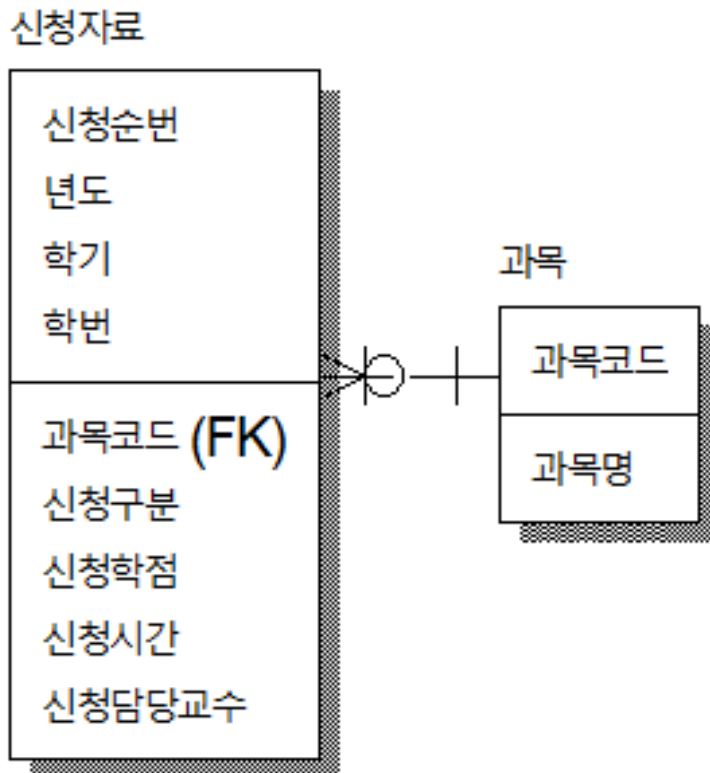 신청자료
신청순번
년도
학기
학번
과목코드 (FK)
신청구분
신청학점
신청시간
신청담당교수
과목
과목코드
과목명